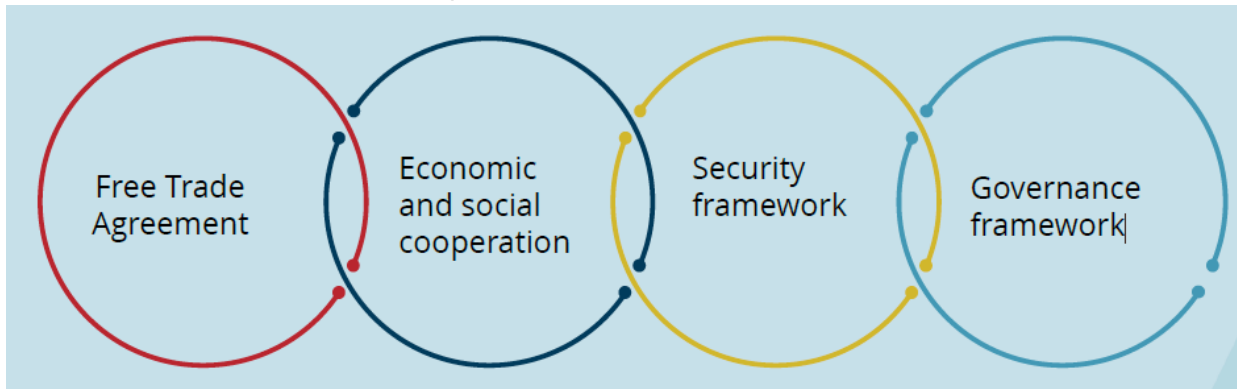 Free Trade
Agreement
Economic
and social
cooperation
Security
framework
Governance
framework